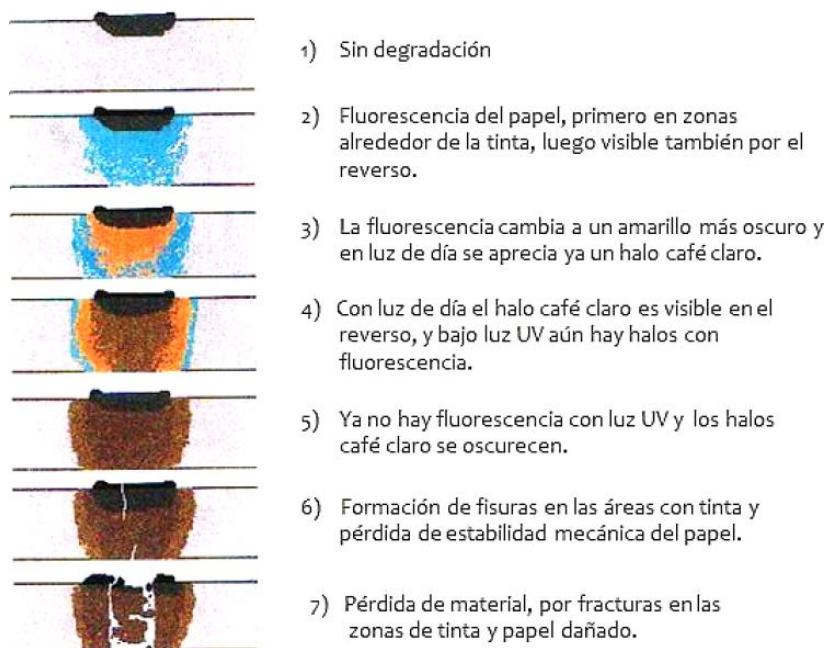 1) Sin degradación
2) Fluorescencia del papel, primero en zonas
alrededor de la tinta, luego visible también por el
reverso.
3) La fluorescencia cambia a un amarillo más oscuro y
en luz de día se aprecia ya un halo café claro.
4) Con luz de día el halo café claro es visible en el
reverso, y bajo luz UV aún hay halos con
fluorescencia.
5) Ya no hay fluorescencia con luz UV y los halos
café claro se oscurecen.
6) Formación de fisuras en las áreas con tinta y
pérdida de estabilidad mecánica del papel.
7) Pérdida de material, por fracturas en las
zonas de tinta y papel dañado.